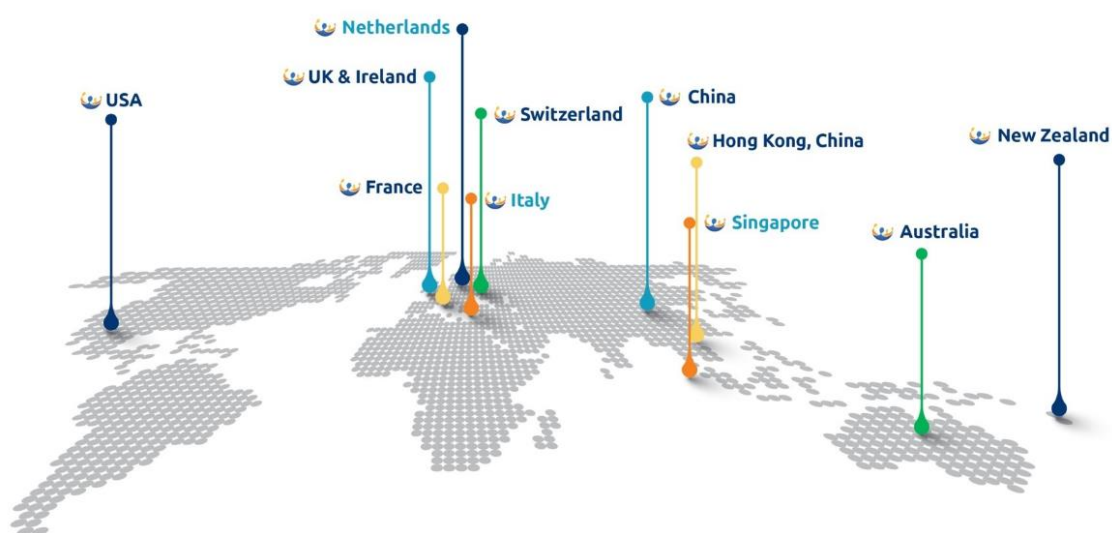 Netherlands
UK & Ireland
USA
Switzerland
China
Hong Kong, China
New Zealand
France
Italy
Singapore
Australia